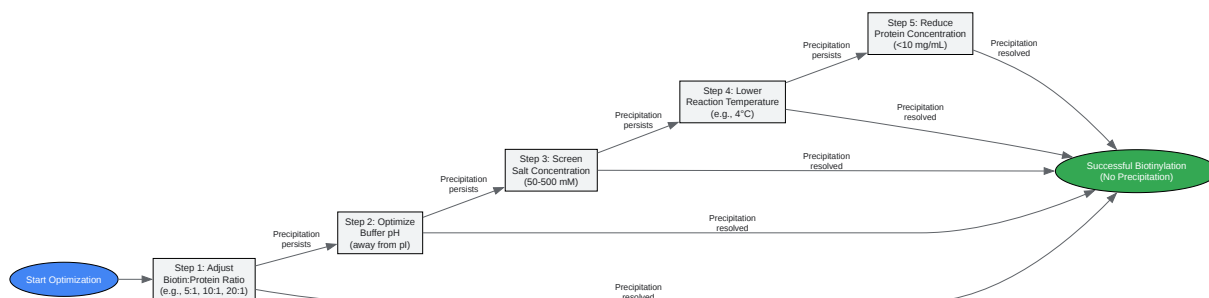 Start Optimization
Step 1: Adjust
Biotin:Protein Ratio
(e.g., 5:1, 10:1, 20:1)
Precipitation
persists
Step 2: Optimize
Buffer pH
(away from pI)
Precipitation
persists
Step 3: Screen
Salt Concentration
(50-500 mM)
Precipitation
persists
Step 4: Lower
Reaction Temperature
(e.g., 4°C)
Precipitation
persists
Step 5: Reduce
Protein Concentration
(<10 mg/mL)
Precipitation
resolved
Precipitation
resolved
Precipitation
resolved
Precipitation
resolved
Precipitation
resolved
Successful Biotinylation
(No Precipitation)